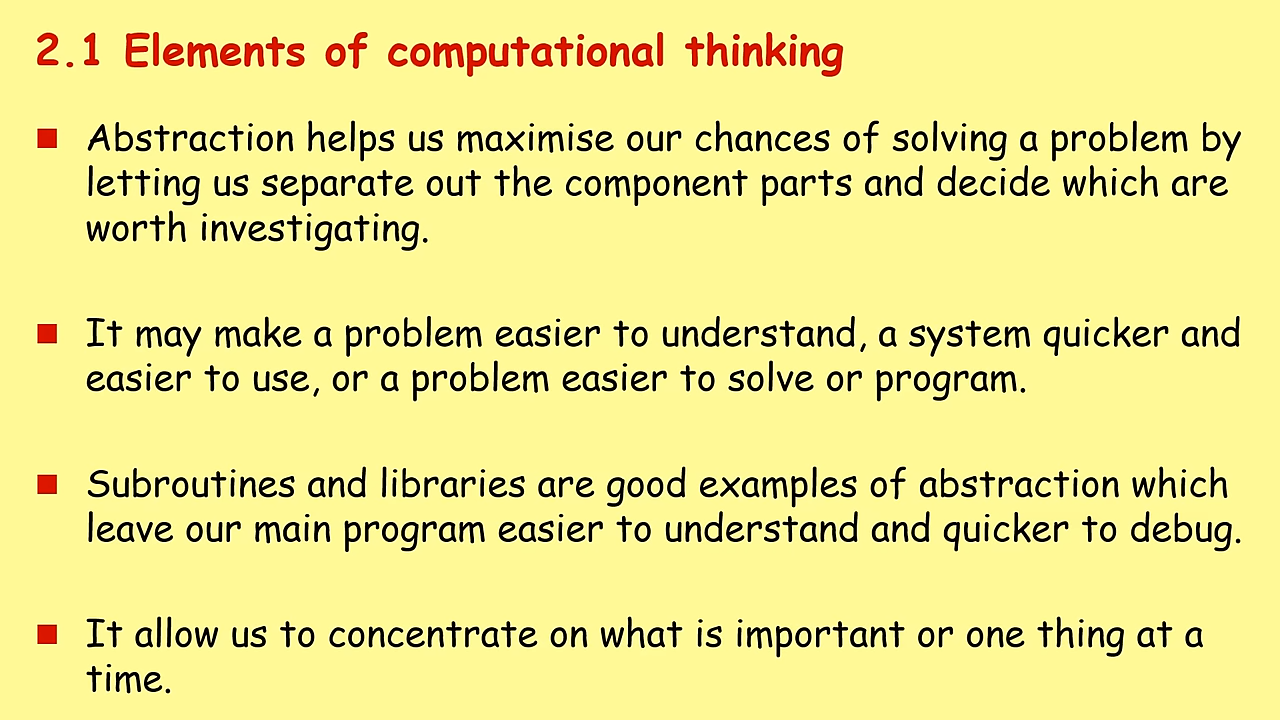 2.1 Elements of computational thinking
Abstraction helps us maximise our chances of solving a problem by
letting us separate out the component parts and decide which are
worth investigating.
It may make a problem easier to understand, a system quicker and
easier to use, or a problem easier to solve or program.
Subroutines and libraries are good examples of abstraction which
leave our main program easier to understand and quicker to debug.
It allow us to concentrate on what is important or one thing at a
time.